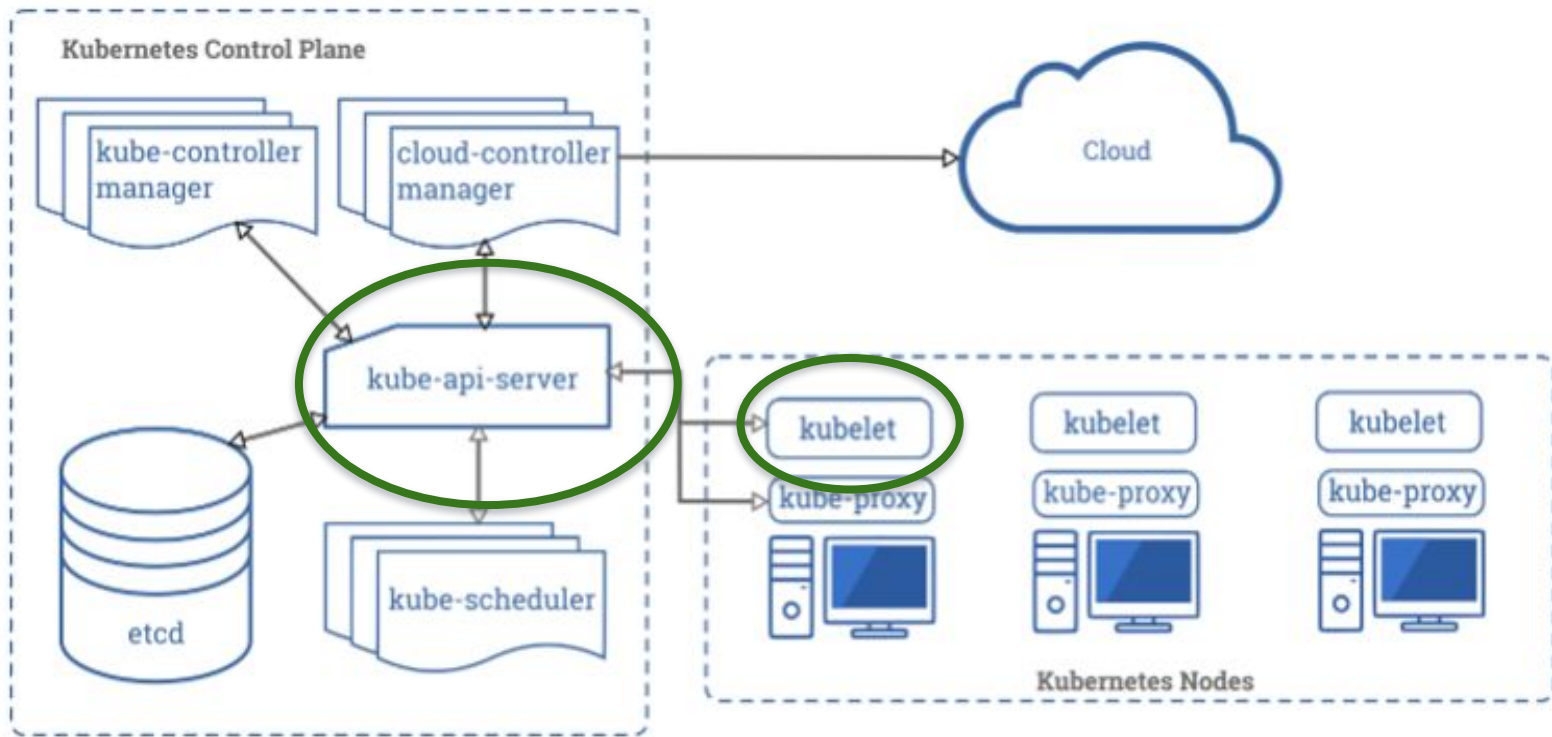 Kubernetes Control Plane
kube-controller
manager
cloud-controller
manager
Cloud
kube-api-server
kubelet
kubelet
kubelet
kube-proxy
kube-proxy
kube-proxy
etcd
kube-scheduler
Kubernetes Nodes